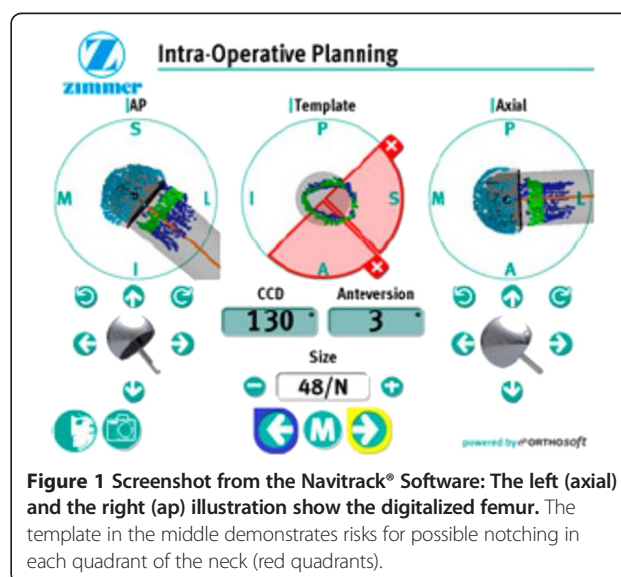 Intra-Operative Planning
zimmer
AP
Template
Axial
S
P
P
M
L
I
S
M
L
I
A
A
CCD
Anteversion
130 °
3 °
Size
48/N
M
powered by ORTHOsoft
Figure 1 Screenshot from the Navitrack® Software: The left (axial)
and the right (ap) illustration show the digitalized femur. The
template in the middle demonstrates risks for possible notching in
each quadrant of the neck (red quadrants).